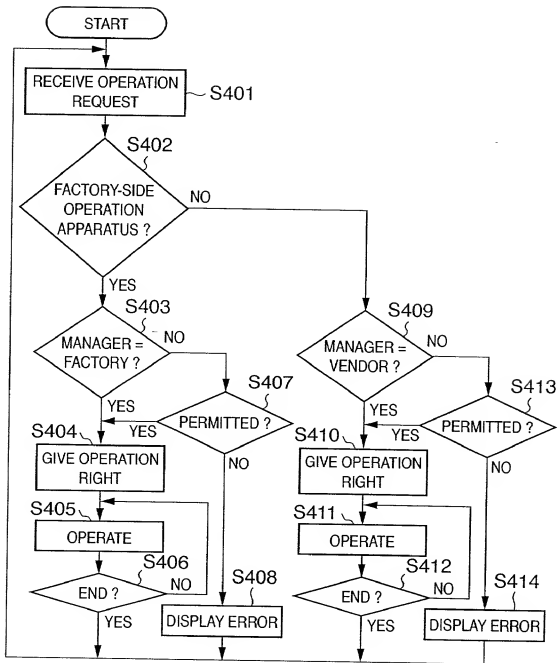 START
RECEIVE OPERATION
REQUEST
S401
S402
FACTORY-SIDE
OPERATION
APPARATUS ?
NO
YES
S403
MANAGER =
FACTORY ?
NO
YES
S407
PERMITTED ?
YES
NO
S404
GIVE OPERATION
RIGHT
S405
OPERATE
S406
END ?
NO
YES
S408
DISPLAY ERROR
S409
MANAGER =
VENDOR ?
NO
YES
S413
PERMITTED ?
YES
NO
S410
GIVE OPERATION
RIGHT
S411
OPERATE
S412
END ?
NO
YES
S414
DISPLAY ERROR